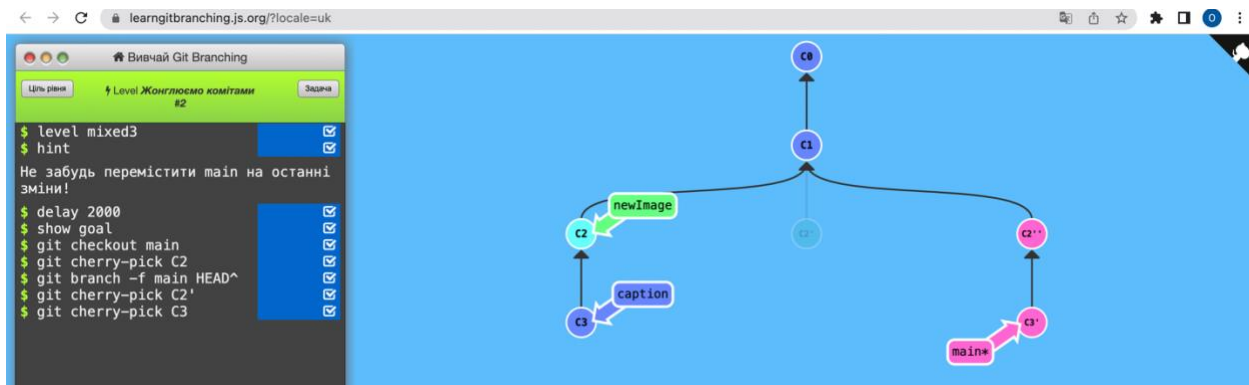 learngitbranching.js.org/?locale=uk
O
Вивчай Git Branching
Ціль рівня
Level Жонглюємо комітами
#2
Задача
$ level mixed3
$ hint
Не забудь перемістити main на останні
зміни!
$ delay 2000
$ show goal
$ git checkout main
$ git cherry-pick C2
$ git branch -f main HEAD^
$ git cherry-pick C2'
$ git cherry-pick C3
C0
C1
newImage
C2
C2'
C2''
caption
C3
C3'
main*